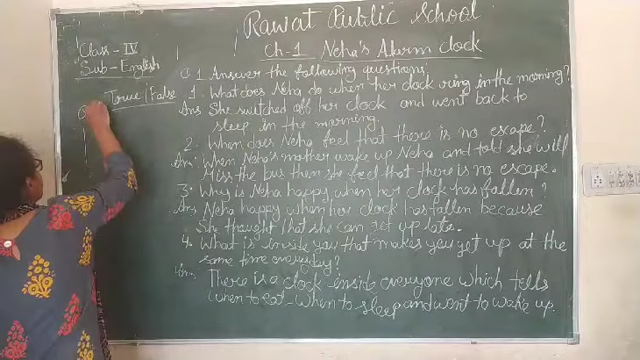 Rawat Public School
Class - IV
Sub - English
Ch-1 Neha's Alarm clock
True/False
Q 1 Answer the following questions:
1. What does Neha do when her clock ring in the morning?
Ans She switched off her clock and went back to
sleep in the morning.
2. When does Neha feel that there is no escape?
Ans: When Neha's mother wake up Neha and told she will
Miss the bus then she feel that there is no escape.
3. Why is Neha happy when her clock has fallen?
Ans Neha happy when her clock has fallen because
She thought that she can get up late.
4. What is inside you that makes you get up at the
same time everyday?
Ans: There is a clock inside everyone which tells
when to eat - when to sleep and went to wake up.